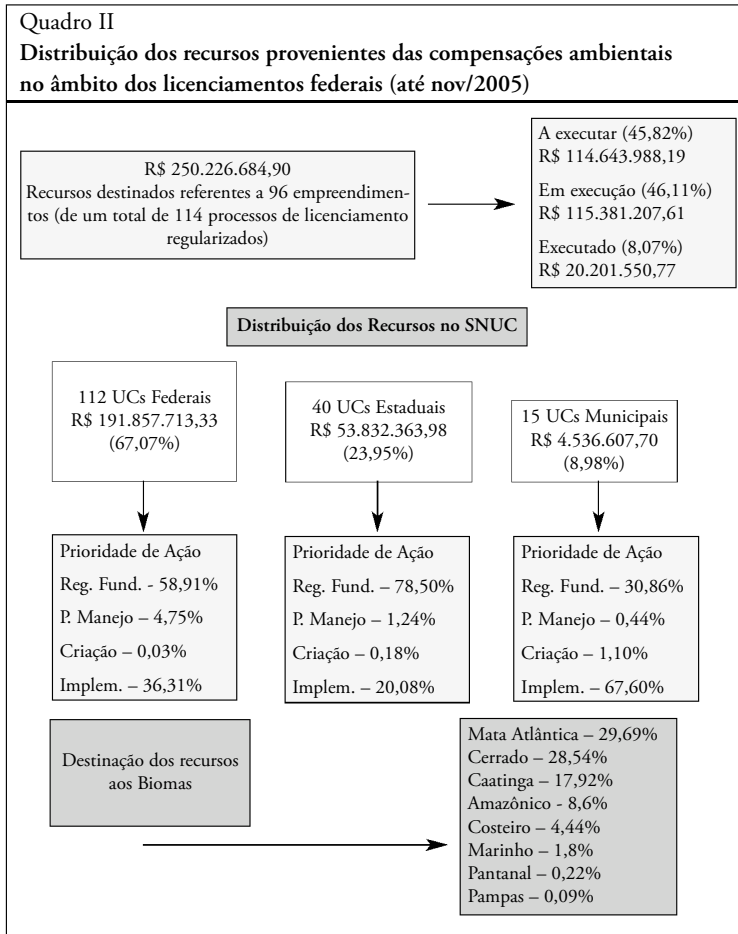 Quadro II
Distribuição dos recursos provenientes das compensações ambientais
no âmbito dos licenciamentos federais (até nov/2005)
R$ 250.226.684,90
Recursos destinados referentes a 96 empreendimen-
tos (de um total de 114 processos de licenciamento
regularizados)
A executar (45,82%)
R$ 114.643.988,19
Em execução (46,11%)
R$ 115.381.207,61
Executado (8,07%)
R$ 20.201.550,77
Distribuição dos Recursos no SNUC
112 UCs Federais
R$ 191.857.713,33
(67,07%)
40 UCs Estaduais
R$ 53.832.363,98
(23,95%)
15 UCs Municipais
R$ 4.536.607,70
(8,98%)
Prioridade de Ação
Reg. Fund. - 58,91%
P. Manejo – 4,75%
Criação – 0,03%
Implem. – 36,31%
Prioridade de Ação
Reg. Fund. – 78,50%
P. Manejo – 1,24%
Criação – 0,18%
Implem. – 20,08%
Prioridade de Ação
Reg. Fund. – 30,86%
P. Manejo – 0,44%
Criação – 1,10%
Implem. – 67,60%
Destinação dos recursos
aos Biomas
Mata Atlântica – 29,69%
Cerrado – 28,54%
Caatinga – 17,92%
Amazônico - 8,6%
Costeiro – 4,44%
Marinho – 1,8%
Pantanal – 0,22%
Pampas – 0,09%